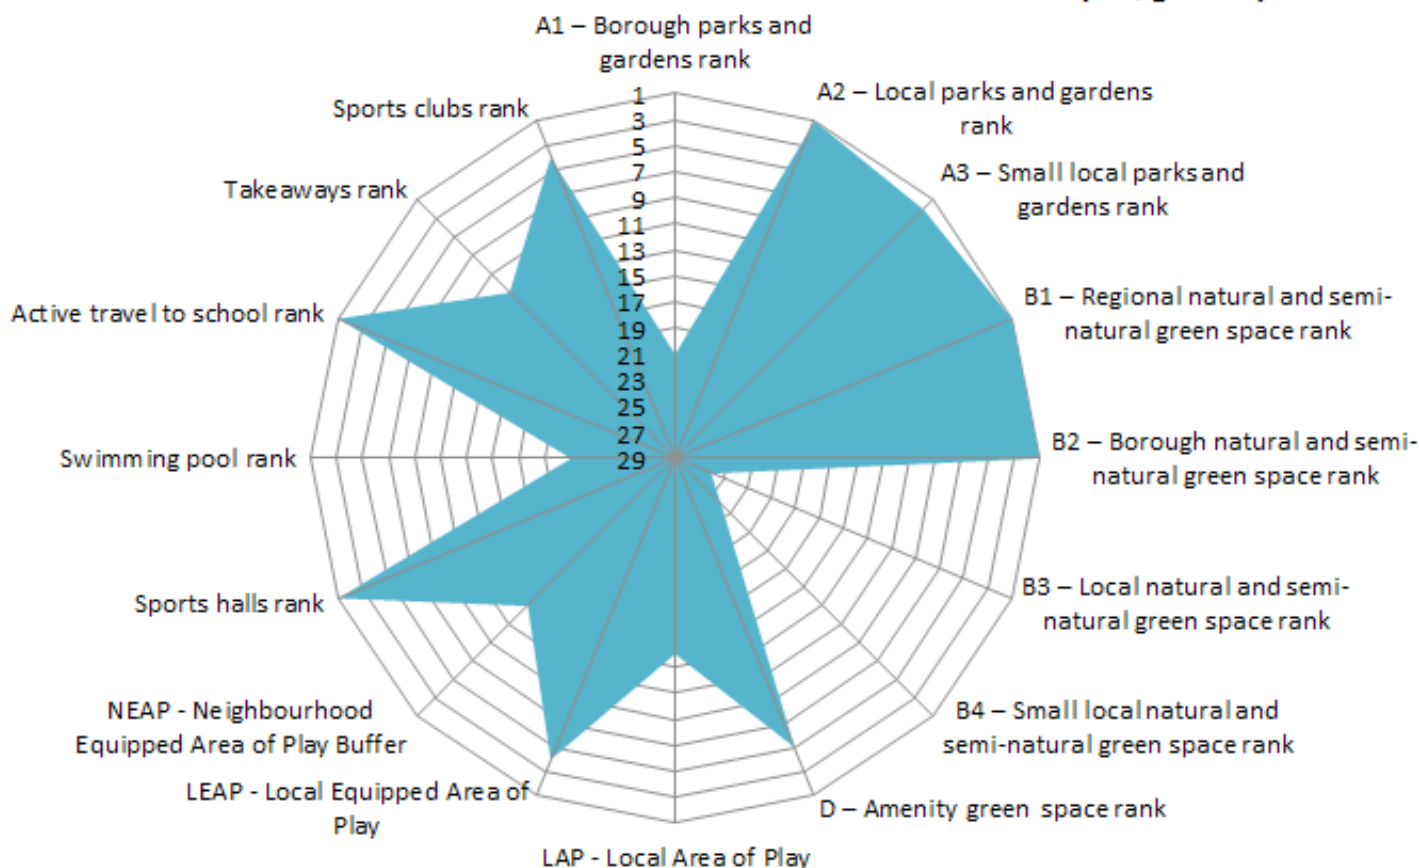 A1 – Borough parks and
gardens rank
A2 – Local parks and gardens
rank
A3 – Small local parks and
gardens rank
B1 – Regional natural and semi-
natural green space rank
B2 – Borough natural and semi-
natural green space rank
B3 – Local natural and semi-
natural green space rank
B4 – Small local natural and
semi-natural green space rank
D – Amenity green space rank
LAP - Local Area of Play
LEAP - Local Equipped Area of
Play
NEAP - Neighbourhood
Equipped Area of Play Buffer
Sports halls rank
Swimming pool rank
Active travel to school rank
Takeaways rank
Sports clubs rank
1
3
5
7
9
11
13
15
17
19
21
23
25
27
29